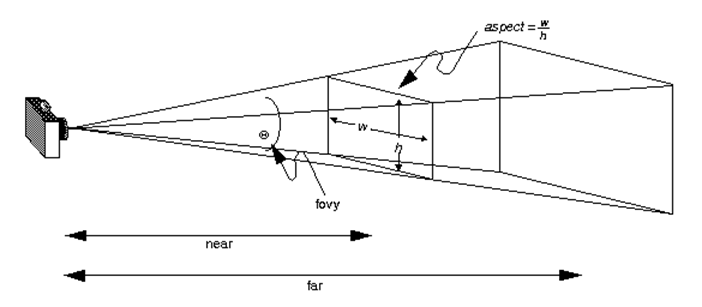 aspect = w/h
w
h
Θ
fovy
near
far